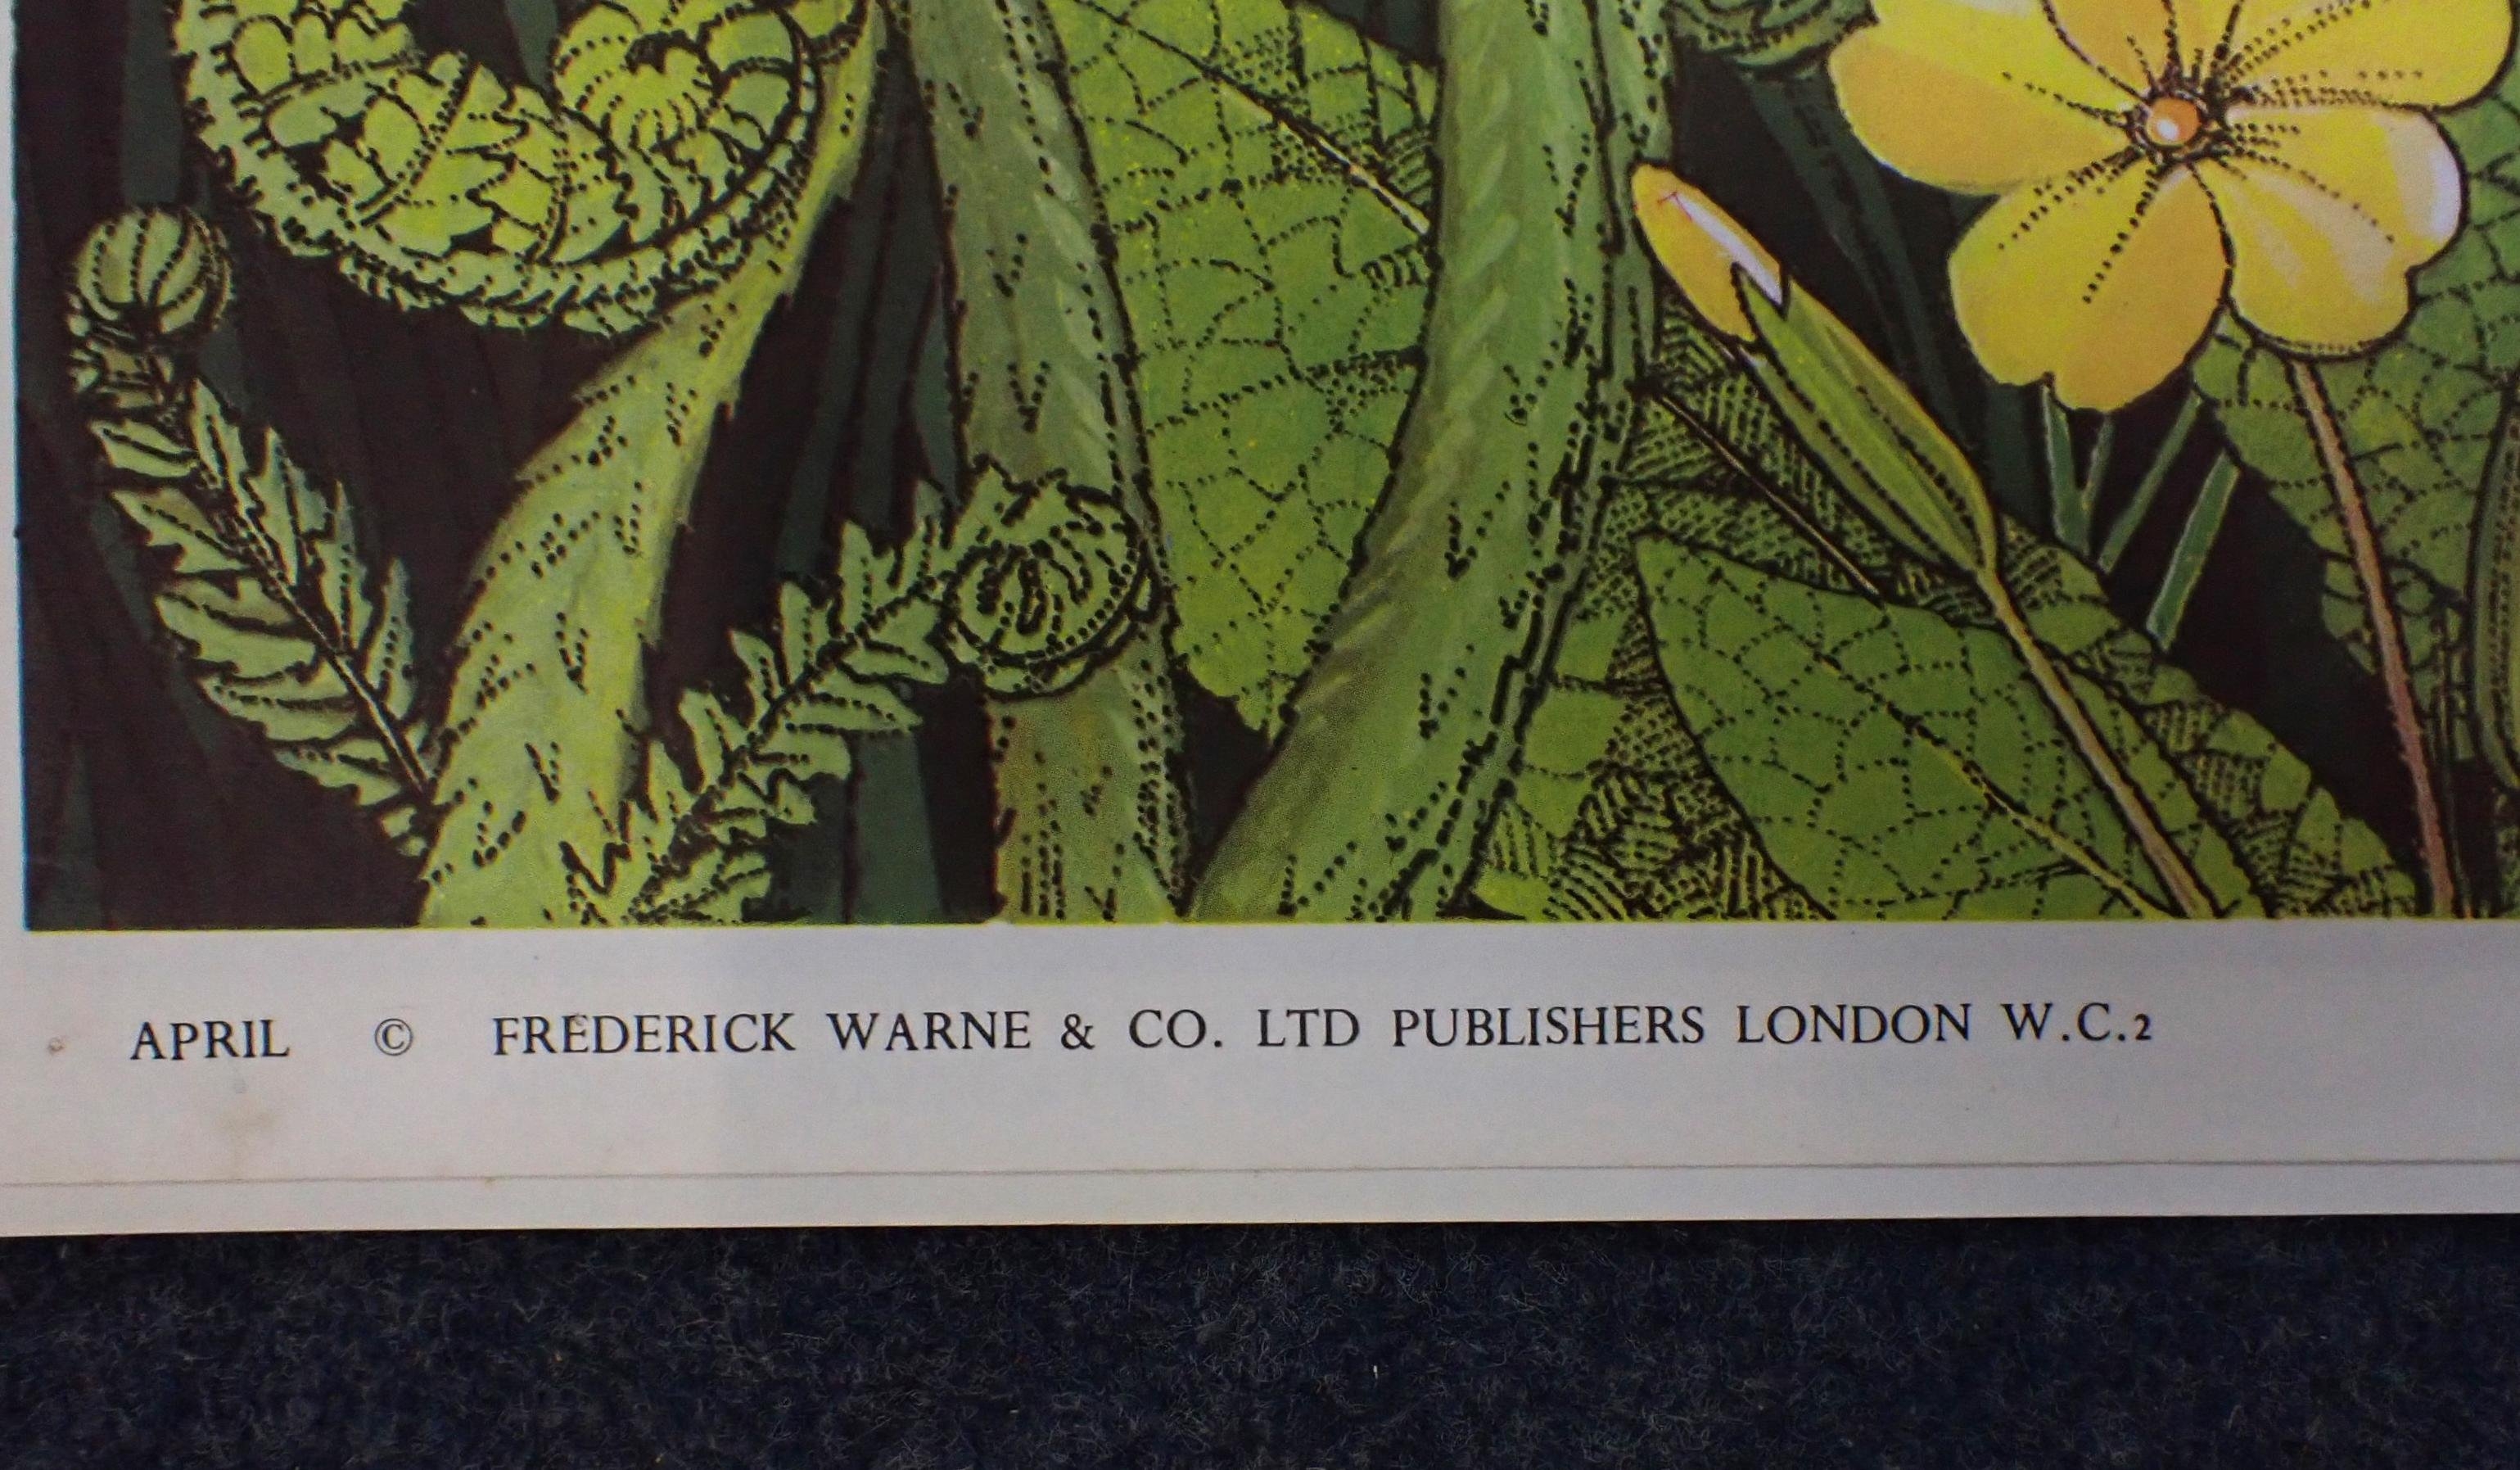 APRIL © FREDERICK WARNE & CO. LTD PUBLISHERS LONDON W.C.2